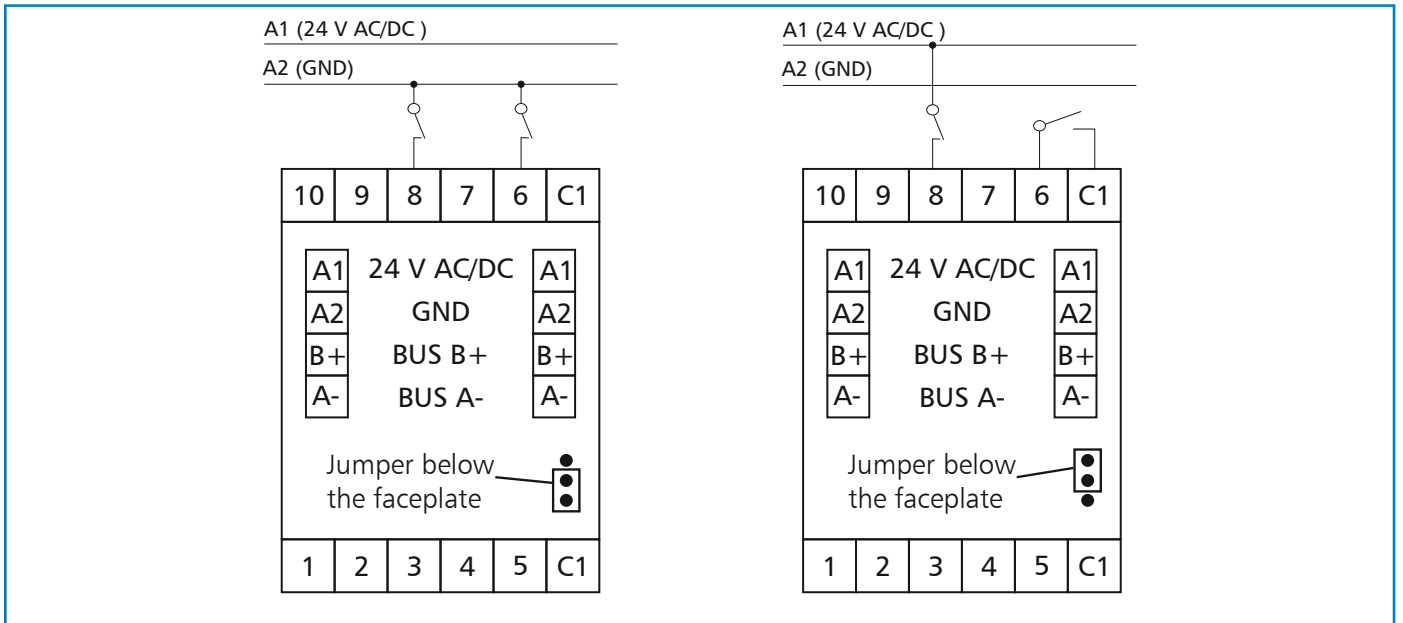 A1 (24 V AC/DC )
A2 (GND)
10 9 8 7 6 C1
A1 24 V AC/DC A1
A2 GND A2
B+ BUS B+ B+
A- BUS A- A-
Jumper below
the faceplate
1 2 3 4 5 C1
A1 (24 V AC/DC )
A2 (GND)
10 9 8 7 6 C1
A1 24 V AC/DC A1
A2 GND A2
B+ BUS B+ B+
A- BUS A- A-
Jumper below
the faceplate
1 2 3 4 5 C1